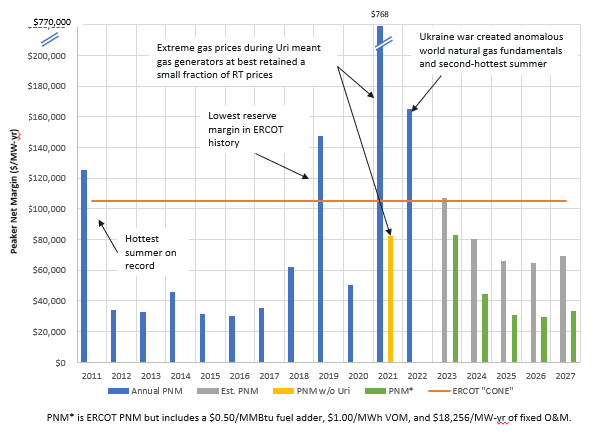 $768
$770,000
$200,000
$180,000
$160,000
$140,000
$120,000
$100,000
$80,000
$60,000
$40,000
$20,000
$0
Peaker Net Margin ($/MW-yr)
Extreme gas prices during Uri meant
gas generators at best retained a
small fraction of RT prices
Ukraine war created anomalous
world natural gas fundamentals
and second-hottest summer
Lowest reserve
margin in ERCOT
history
Hottest
summer on
record
2011 2012 2013 2014 2015 2016 2017 2018 2019 2020 2021 2022 2023 2024 2025 2026 2027
Annual PNM Est. PNM PNM w/o Uri PNM* ERCOT "CONE"
PNM* is ERCOT PNM but includes a $0.50/MMBtu fuel adder, $1.00/MWh VOM, and $18,256/MW-yr of fixed O&M.